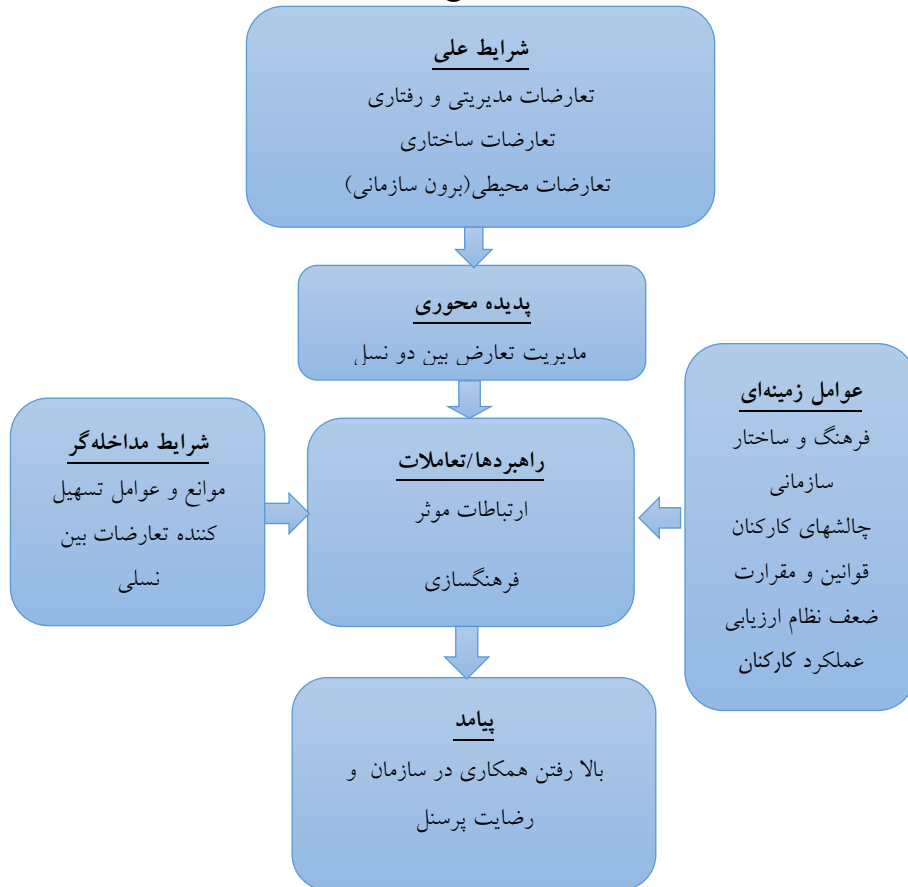 شرایط علی
تعارضات مدیریتی و رفتاری
تعارضات ساختاری
تعارضات محیطی(برون سازمانی)
پدیده محوری
مدیریت تعارض بین دو نسل
عوامل زمینه‌ای
فرهنگ و ساختار
سازمانی
چالشهای کارکنان
قوانین و مقرارت
ضعف نظام ارزیابی
عملکرد کارکنان
راهبردها/تعاملات
ارتباطات موثر
فرهنگسازی
شرایط مداخله‌گر
موانع و عوامل تسهیل
کننده تعارضات بین
نسلی
پیامد
بالا رفتن همکاری در سازمان و
رضایت پرسنل